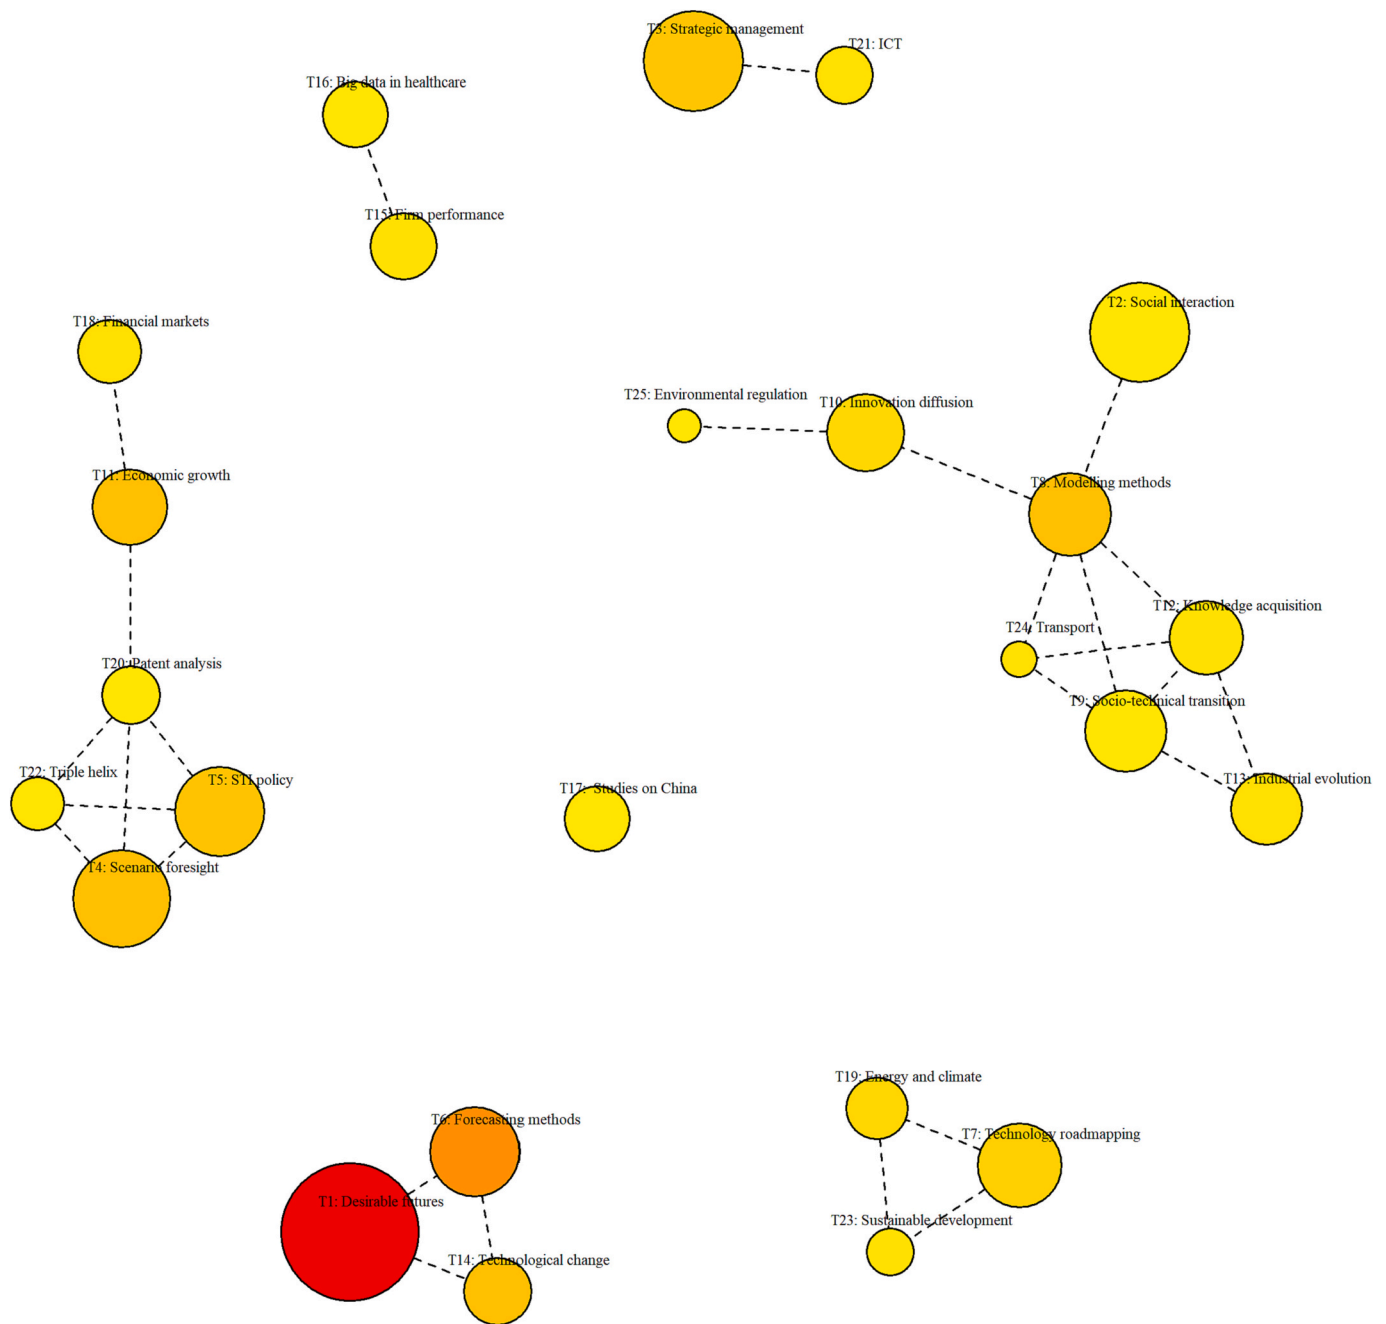 T3: Strategic management
T21: ICT
T16: Big data in healthcare
T15: Firm performance
T2: Social interaction
T18: Financial markets
T25: Environmental regulation
T10: Innovation diffusion
T11: Economic growth
T8: Modelling methods
T12: Knowledge acquisition
T24: Transport
T20: Patent analysis
T9: Socio-technical transition
T22: Triple helix
T5: STI policy
T13: Industrial evolution
T17: Studies on China
T4: Scenario foresight
T19: Energy and climate
T6: Forecasting methods
T7: Technology roadmapping
T1: Desirable futures
T23: Sustainable development
T14: Technological change